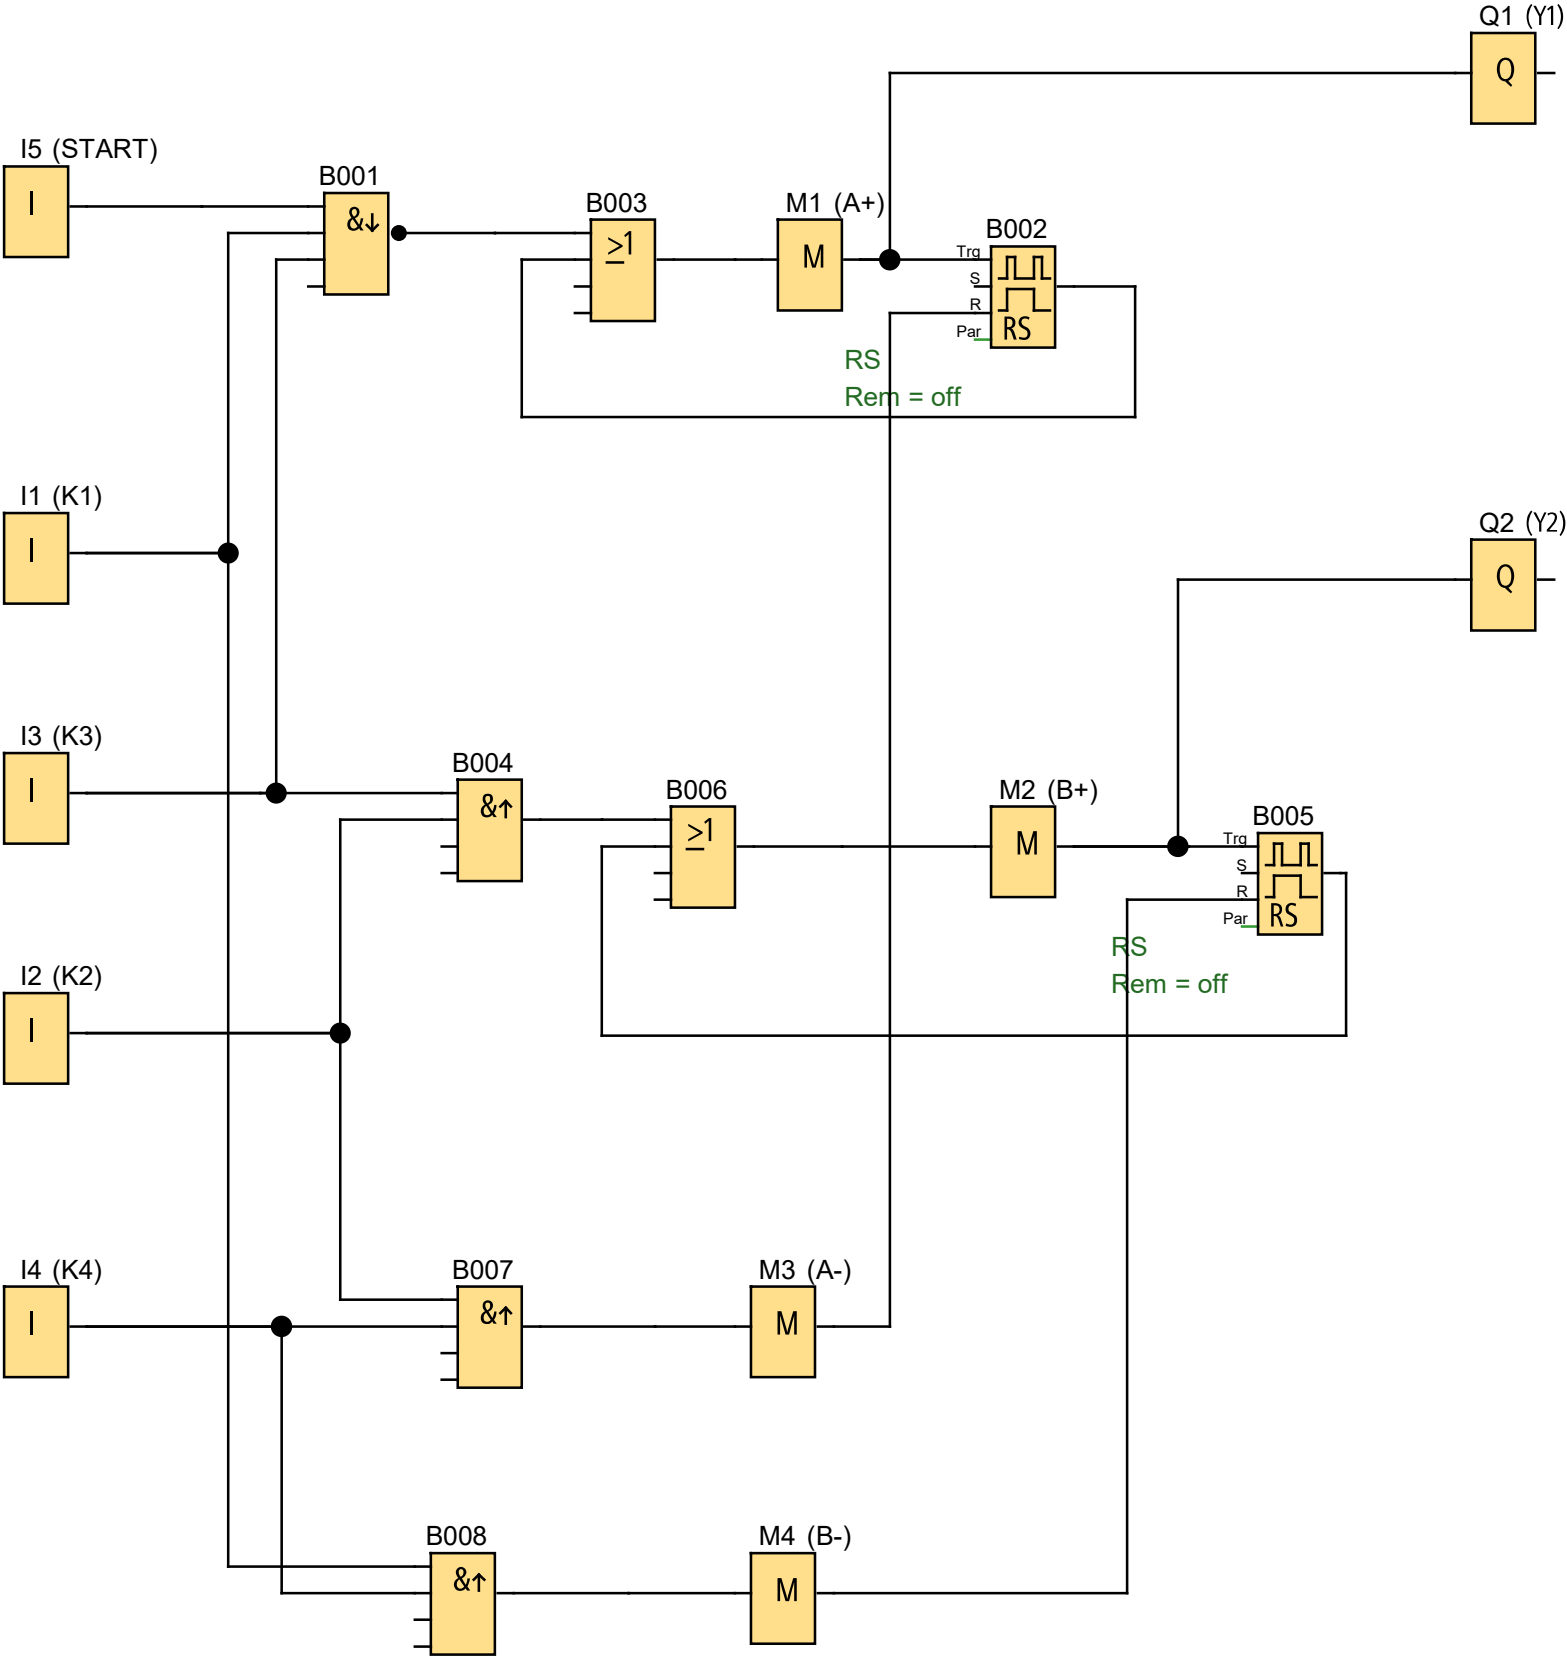 Q1 (Y1)
Q
I5 (START)
I
B001
&↓
B003
≥1
M1 (A+)
M
B002
Trg
S
R
Par
RS
RS
Rem = off
I1 (K1)
I
Q2 (Y2)
Q
I3 (K3)
I
B004
&↑
B006
≥1
M2 (B+)
M
B005
Trg
S
R
Par
RS
RS
Rem = off
I2 (K2)
I
I4 (K4)
I
B007
&↑
M3 (A-)
M
B008
&↑
M4 (B-)
M